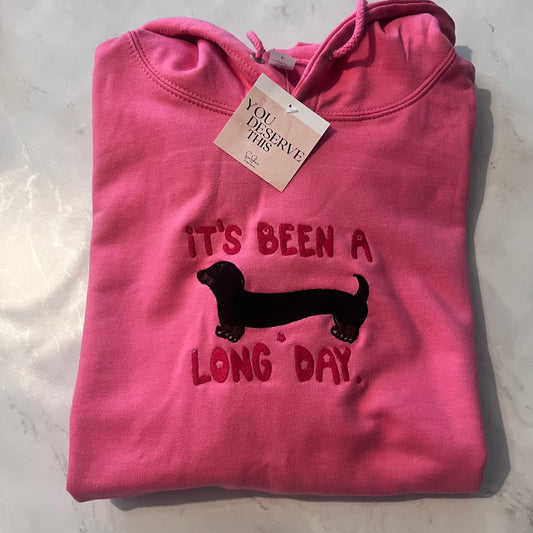 YOU
DESERVE
THIS
iT'S BEEN A
LONG DAY.